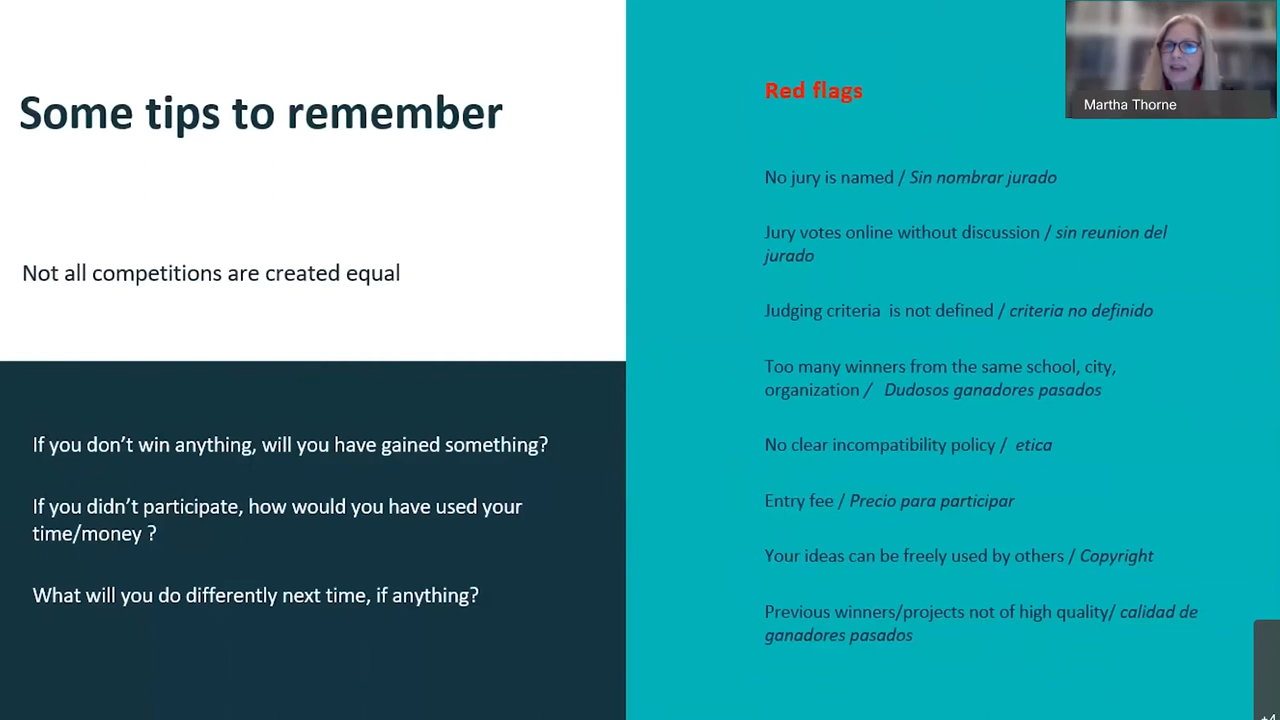 Some tips to remember
Not all competitions are created equal
If you don’t win anything, will you have gained something?
If you didn’t participate, how would you have used your
time/money ?
What will you do differently next time, if anything?
Red flags
No jury is named / Sin nombrar jurado
Jury votes online without discussion / sin reunion del
jurado
Judging criteria  is not defined / criteria no definido
Too many winners from the same school, city,
organization /   Dudosos ganadores pasados
No clear incompatibility policy /  etica
Entry fee / Precio para participar
Your ideas can be freely used by others / Copyright
Previous winners/projects not of high quality/ calidad de
ganadores pasados
Martha Thorne